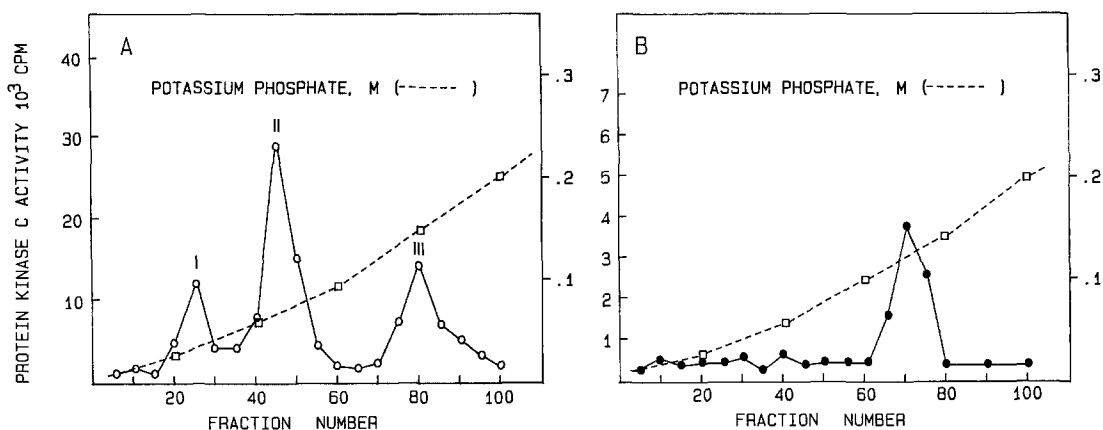 A
POTASSIUM PHOSPHATE, M (------ )
PROTEIN KINASE C ACTIVITY 10³ CPM
40
30
20
10
I
II
III
.3
.2
.1
20 40 60 80 100
FRACTION NUMBER
B
POTASSIUM PHOSPHATE, M (------ )
7
6
5
4
3
2
1
.3
.2
.1
20 40 60 80 100
FRACTION NUMBER